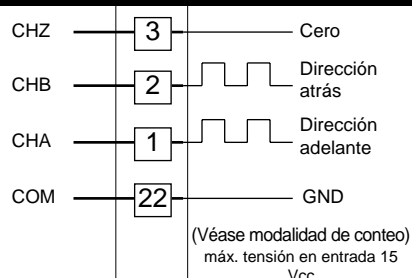 CHZ 3 Cero
CHB 2 Dirección
atrás
CHA 1 Dirección
adelante
COM 22 GND
(Véase modalidad de conteo)
máx. tensión en entrada 15
Vcc